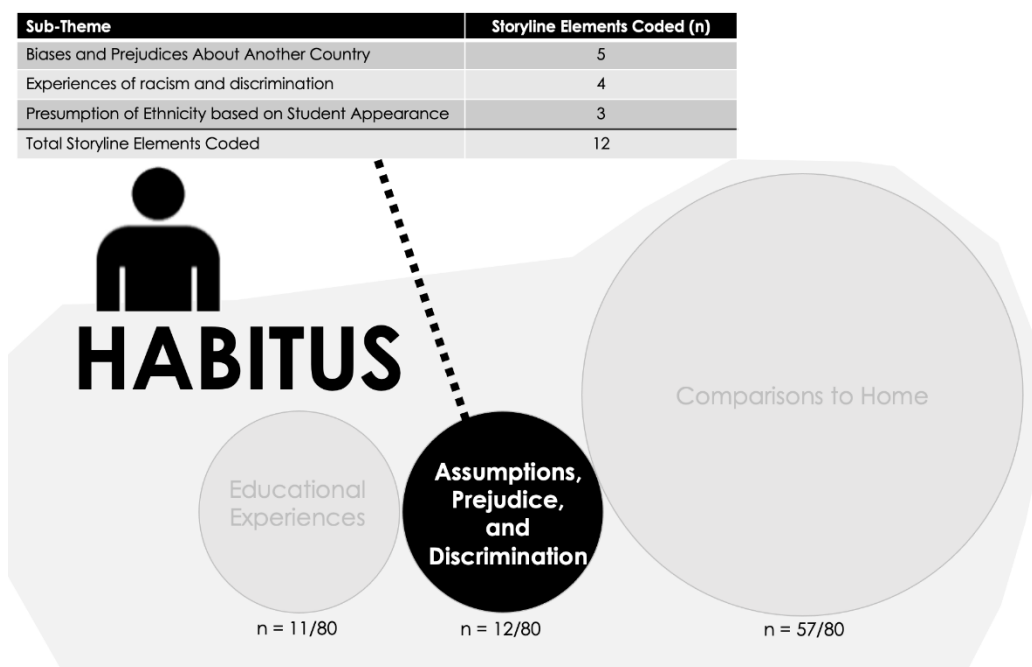 Sub-Theme Storyline Elements Coded (n)
Biases and Prejudices About Another Country 5
Experiences of racism and discrimination 4
Presumption of Ethnicity based on Student Appearance 3
Total Storyline Elements Coded 12
HABITUS
Educational
Experiences
n = 11/80
Assumptions,
Prejudice,
and
Discrimination
n = 12/80
Comparisons to Home
n = 57/80